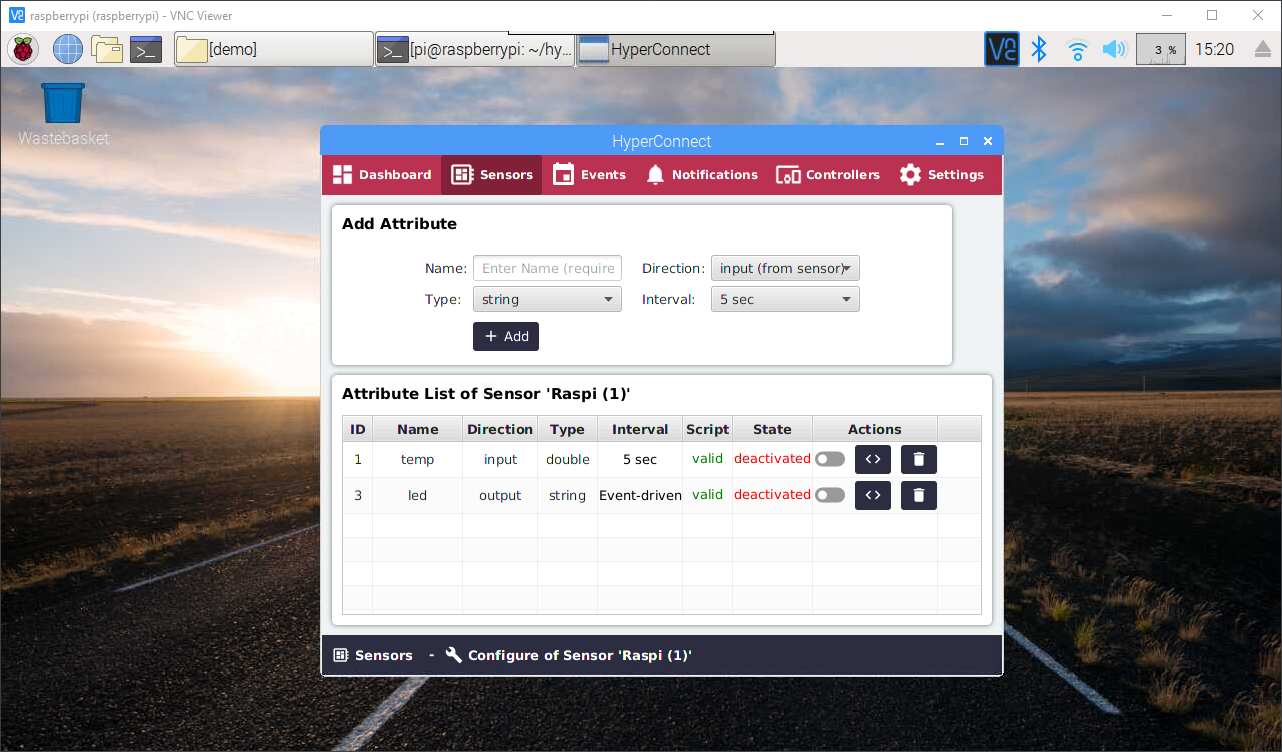 raspberrypi (raspberrypi) - VNC Viewer
[demo] [pi@raspberrypi: ~/hy... HyperConnect 3 % 15:20
Wastebasket
HyperConnect
Dashboard Sensors Events Notifications Controllers Settings
Add Attribute
Name: Enter Name (require Direction: input (from sensor)
Type: string Interval: 5 sec
+ Add
Attribute List of Sensor 'Raspi (1)'
ID Name Direction Type Interval Script State Actions
1 temp input double 5 sec valid deactivated <>
3 led output string Event-driven valid deactivated <>
Sensors - Configure of Sensor 'Raspi (1)'